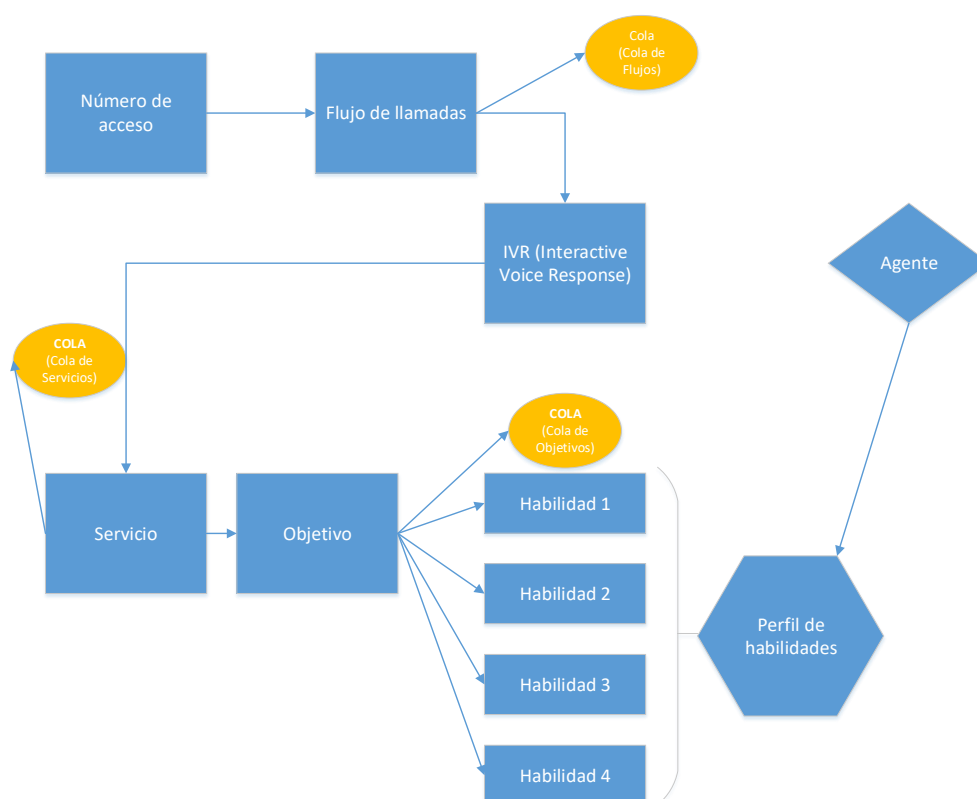 Cola
(Cola de
Flujos)
Número de
acceso
Flujo de llamadas
IVR (Interactive
Voice Response)
Agente
COLA
(Cola de
Servicios)
COLA
(Cola de
Objetivos)
Servicio
Objetivo
Habilidad 1
Habilidad 2
Habilidad 3
Habilidad 4
Perfil de
habilidades